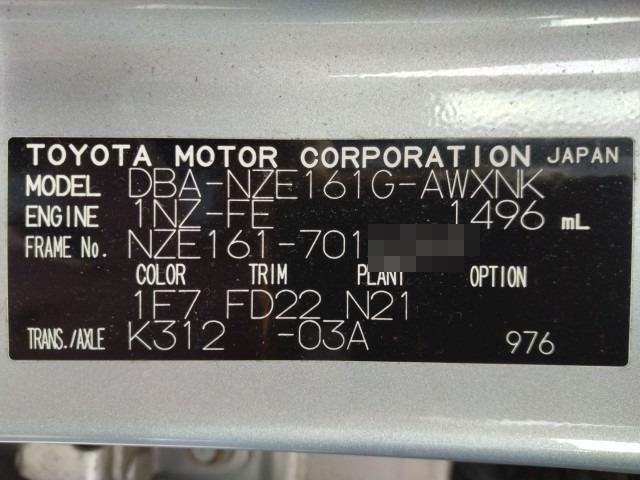 TOYOTA MOTOR CORPORATION JAPAN
MODEL DBA-NZE161G-AWXNK
ENGINE 1NZ-FE 1496 mL
FRAME No. NZE161-701
COLOR TRIM PLANT OPTION
1F7 FD22 N21
TRANS./AXLE K312 -03A 976